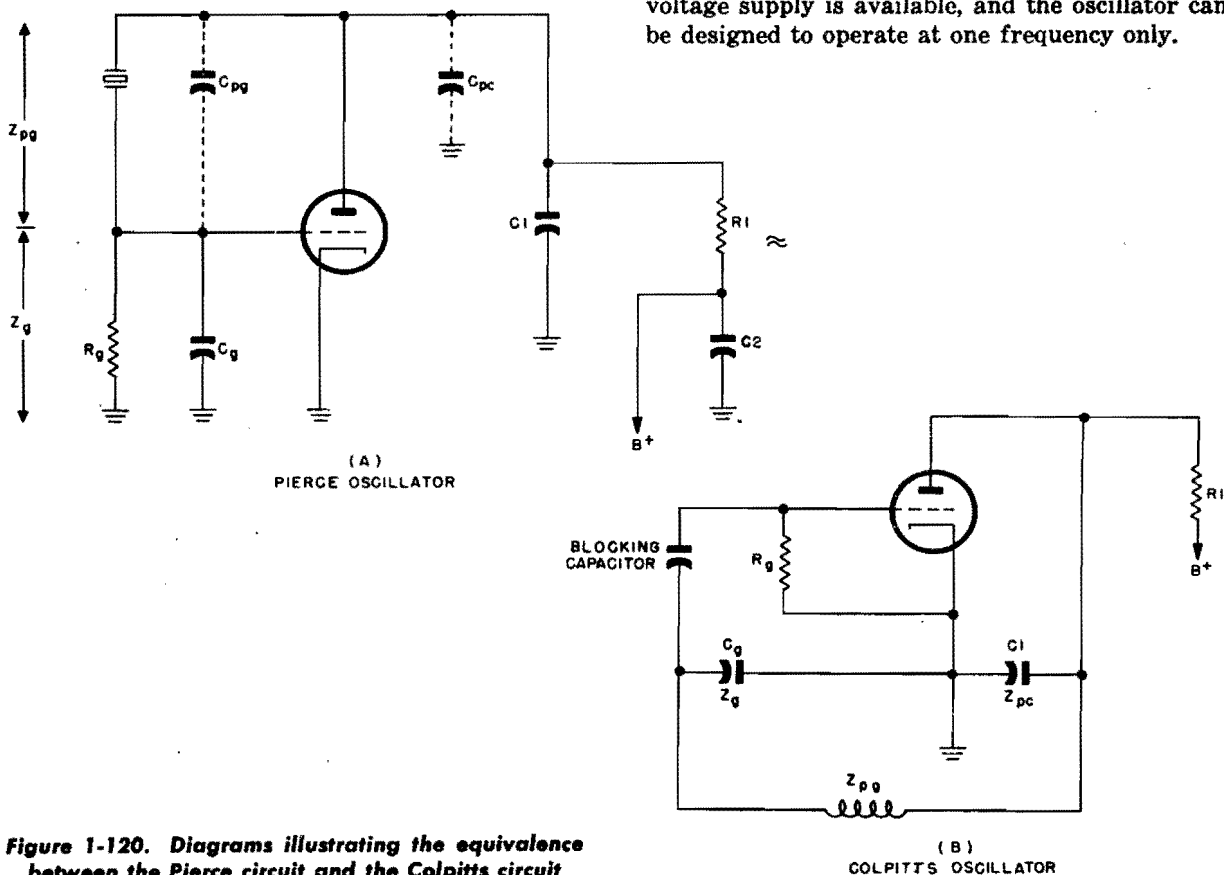 voltage supply is available, and the oscillator can
be designed to operate at one frequency only.
Cpg
Cpc
Zpg
C1
R1
≈
Zg
Rg
Cg
C2
B+
(A)
PIERCE OSCILLATOR
R1
B+
BLOCKING
CAPACITOR
Rg
Cg
Zg
C1
Zpc
Zpg
(B)
COLPITTS OSCILLATOR
Figure 1-120. Diagrams illustrating the equivalence
between the Pierce circuit and the Colpitts circuit